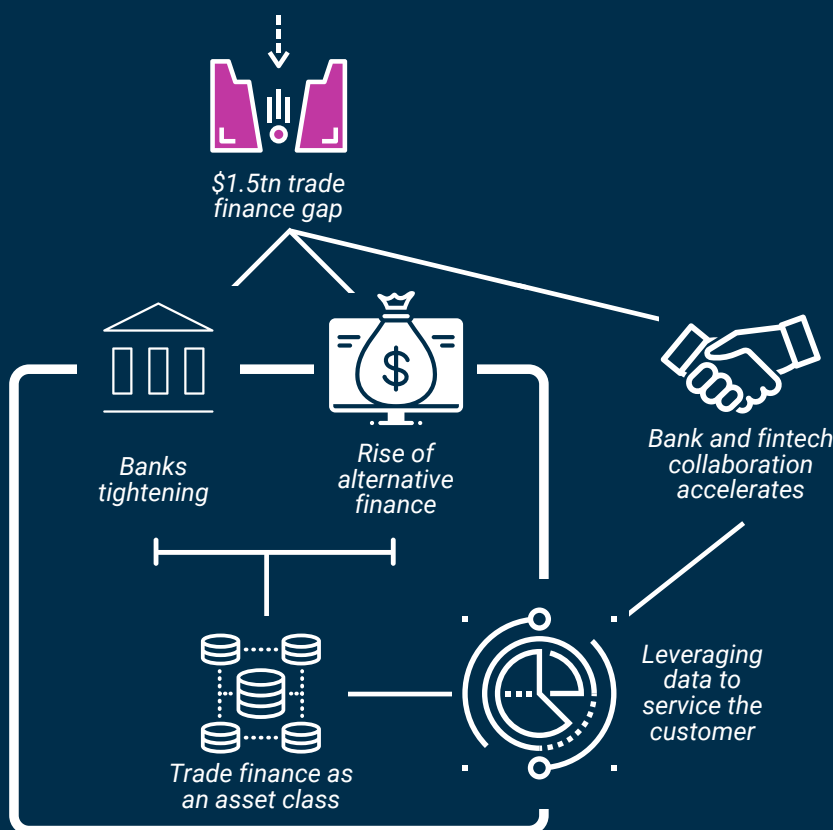 $1.5tn trade
finance gap
$
Banks
tightening
Rise of
alternative
finance
Bank and fintech
collaboration
accelerates
Trade finance as
an asset class
Leveraging
data to
service the
customer